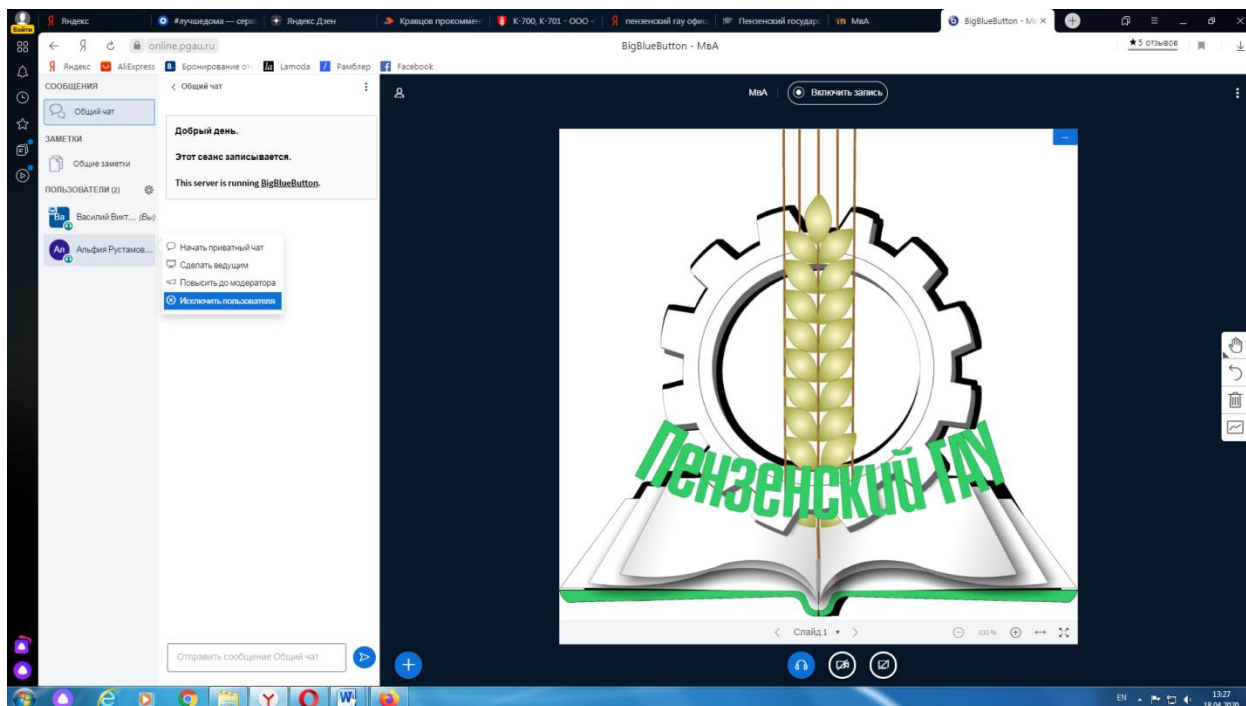 Яндекс
#лучшедома — серв
Яндекс Дзен
Кравцов прокоммен
К-700, К-701 - ООО «
пензенский гау офиц
Пензенский государс
МвА
BigBlueButton - Мв
Войти
online.pgau.ru
BigBlueButton - МвА
★5 отзывов
Яндекс
AliExpress
Бронирование от
Lamoda
Рамблер
Facebook
СООБЩЕНИЯ
Общий чат
ЗАМЕТКИ
Общие заметки
ПОЛЬЗОВАТЕЛИ (2)
Ва
Василий Викт... (Вы)
Ал
Альфия Рустамов...
Общий чат
Добрый день.
Этот сеанс записывается.
This server is running BigBlueButton.
Начать приватный чат
Сделать ведущим
Повысить до модератора
Исключить пользователя
Отправить сообщение Общий чат
МвА
Включить запись
Пензенский ГАУ
Слайд 1
100%
EN
13:27
18.04.2020